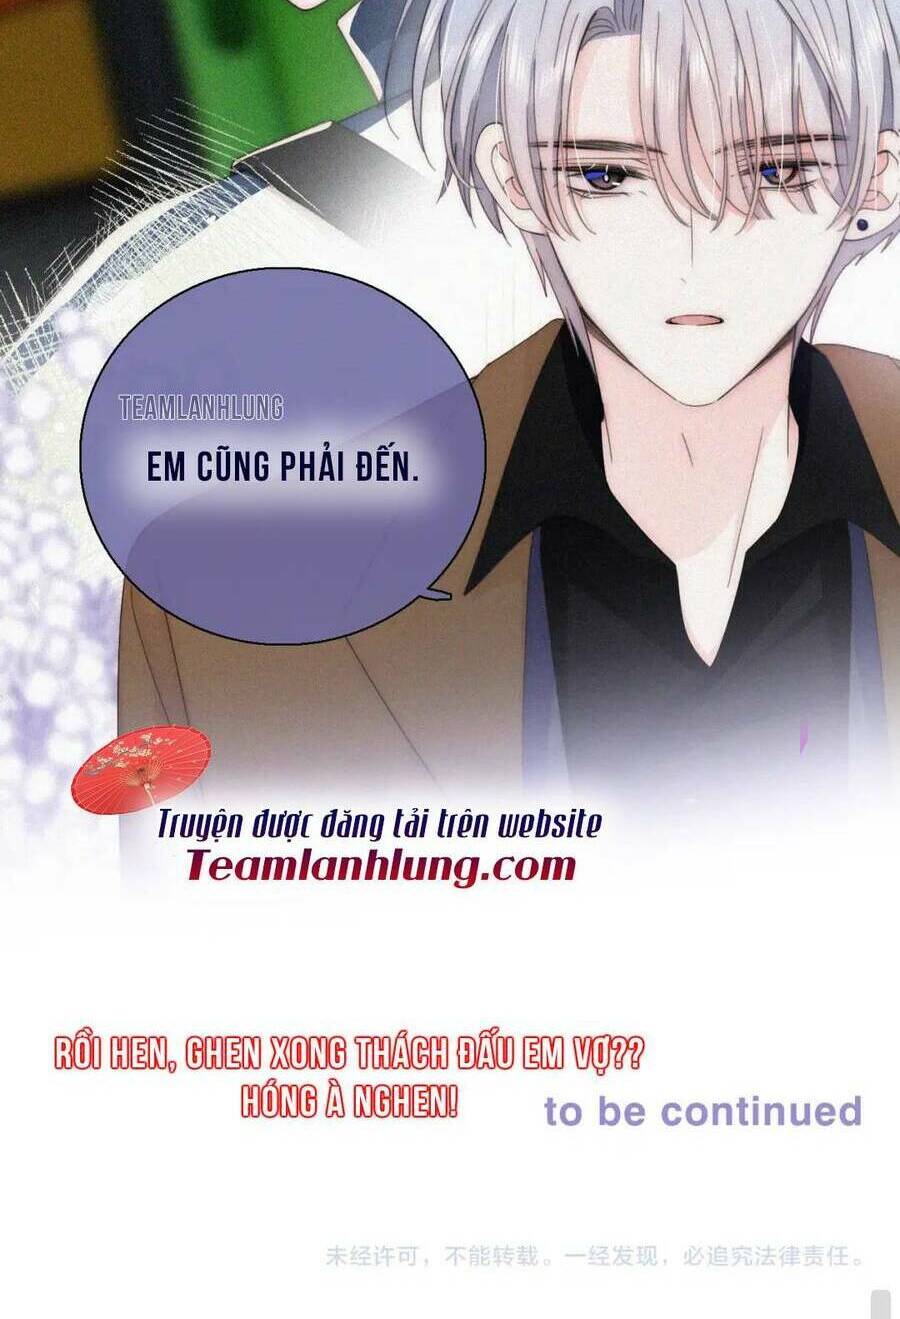 TEAMLANHLUNG
EM CŨNG PHẢI ĐẾN.
Truyện được đăng tải trên website
Teamlanhlung.com
RỒI HEN, GHEN XONG THÁCH ĐẤU EM VỢ??
HÓNG À NGHEN!
to be continued
未经许可，不能转载。一经发现，必追究法律责任。